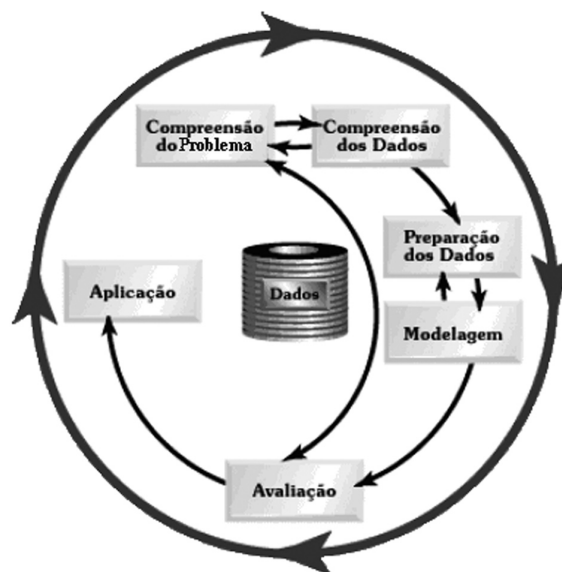 Compreensão
do Problema
Compreensão
dos Dados
Preparação
dos Dados
Dados
Aplicação
Modelagem
Avaliação